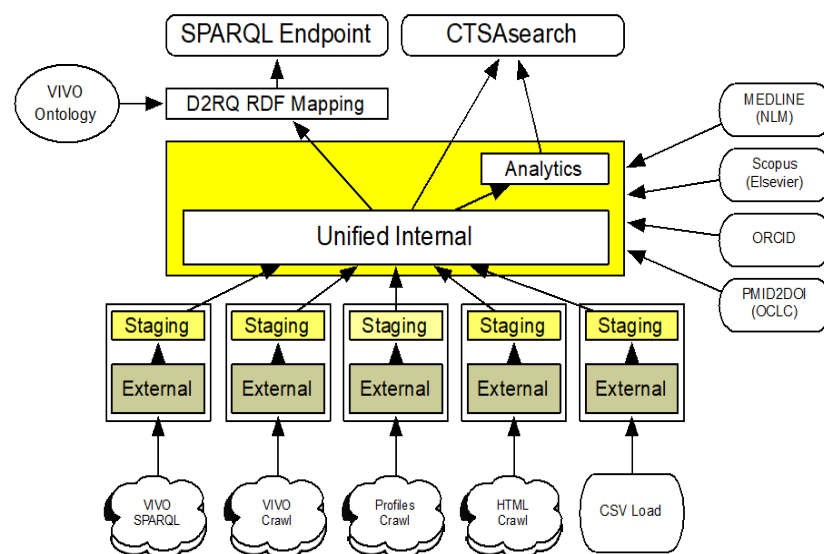 SPARQL Endpoint
CTSAsearch
VIVO
Ontology
D2RQ RDF Mapping
MEDLINE
(NLM)
Analytics
Scopus
(Elsevier)
Unified Internal
ORCID
PMID2DOI
(OCLC)
Staging
Staging
Staging
Staging
Staging
External
External
External
External
External
VIVO
SPARQL
VIVO
Crawl
Profiles
Crawl
HTML
Crawl
CSV Load